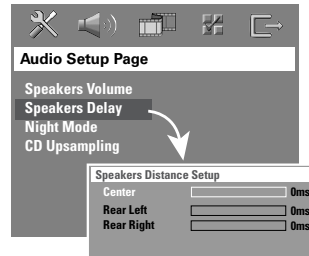 Audio Setup Page
Speakers Volume
Speakers Delay
Night Mode
CD Upsampling
Speakers Distance Setup
Center 0ms
Rear Left 0ms
Rear Right 0ms